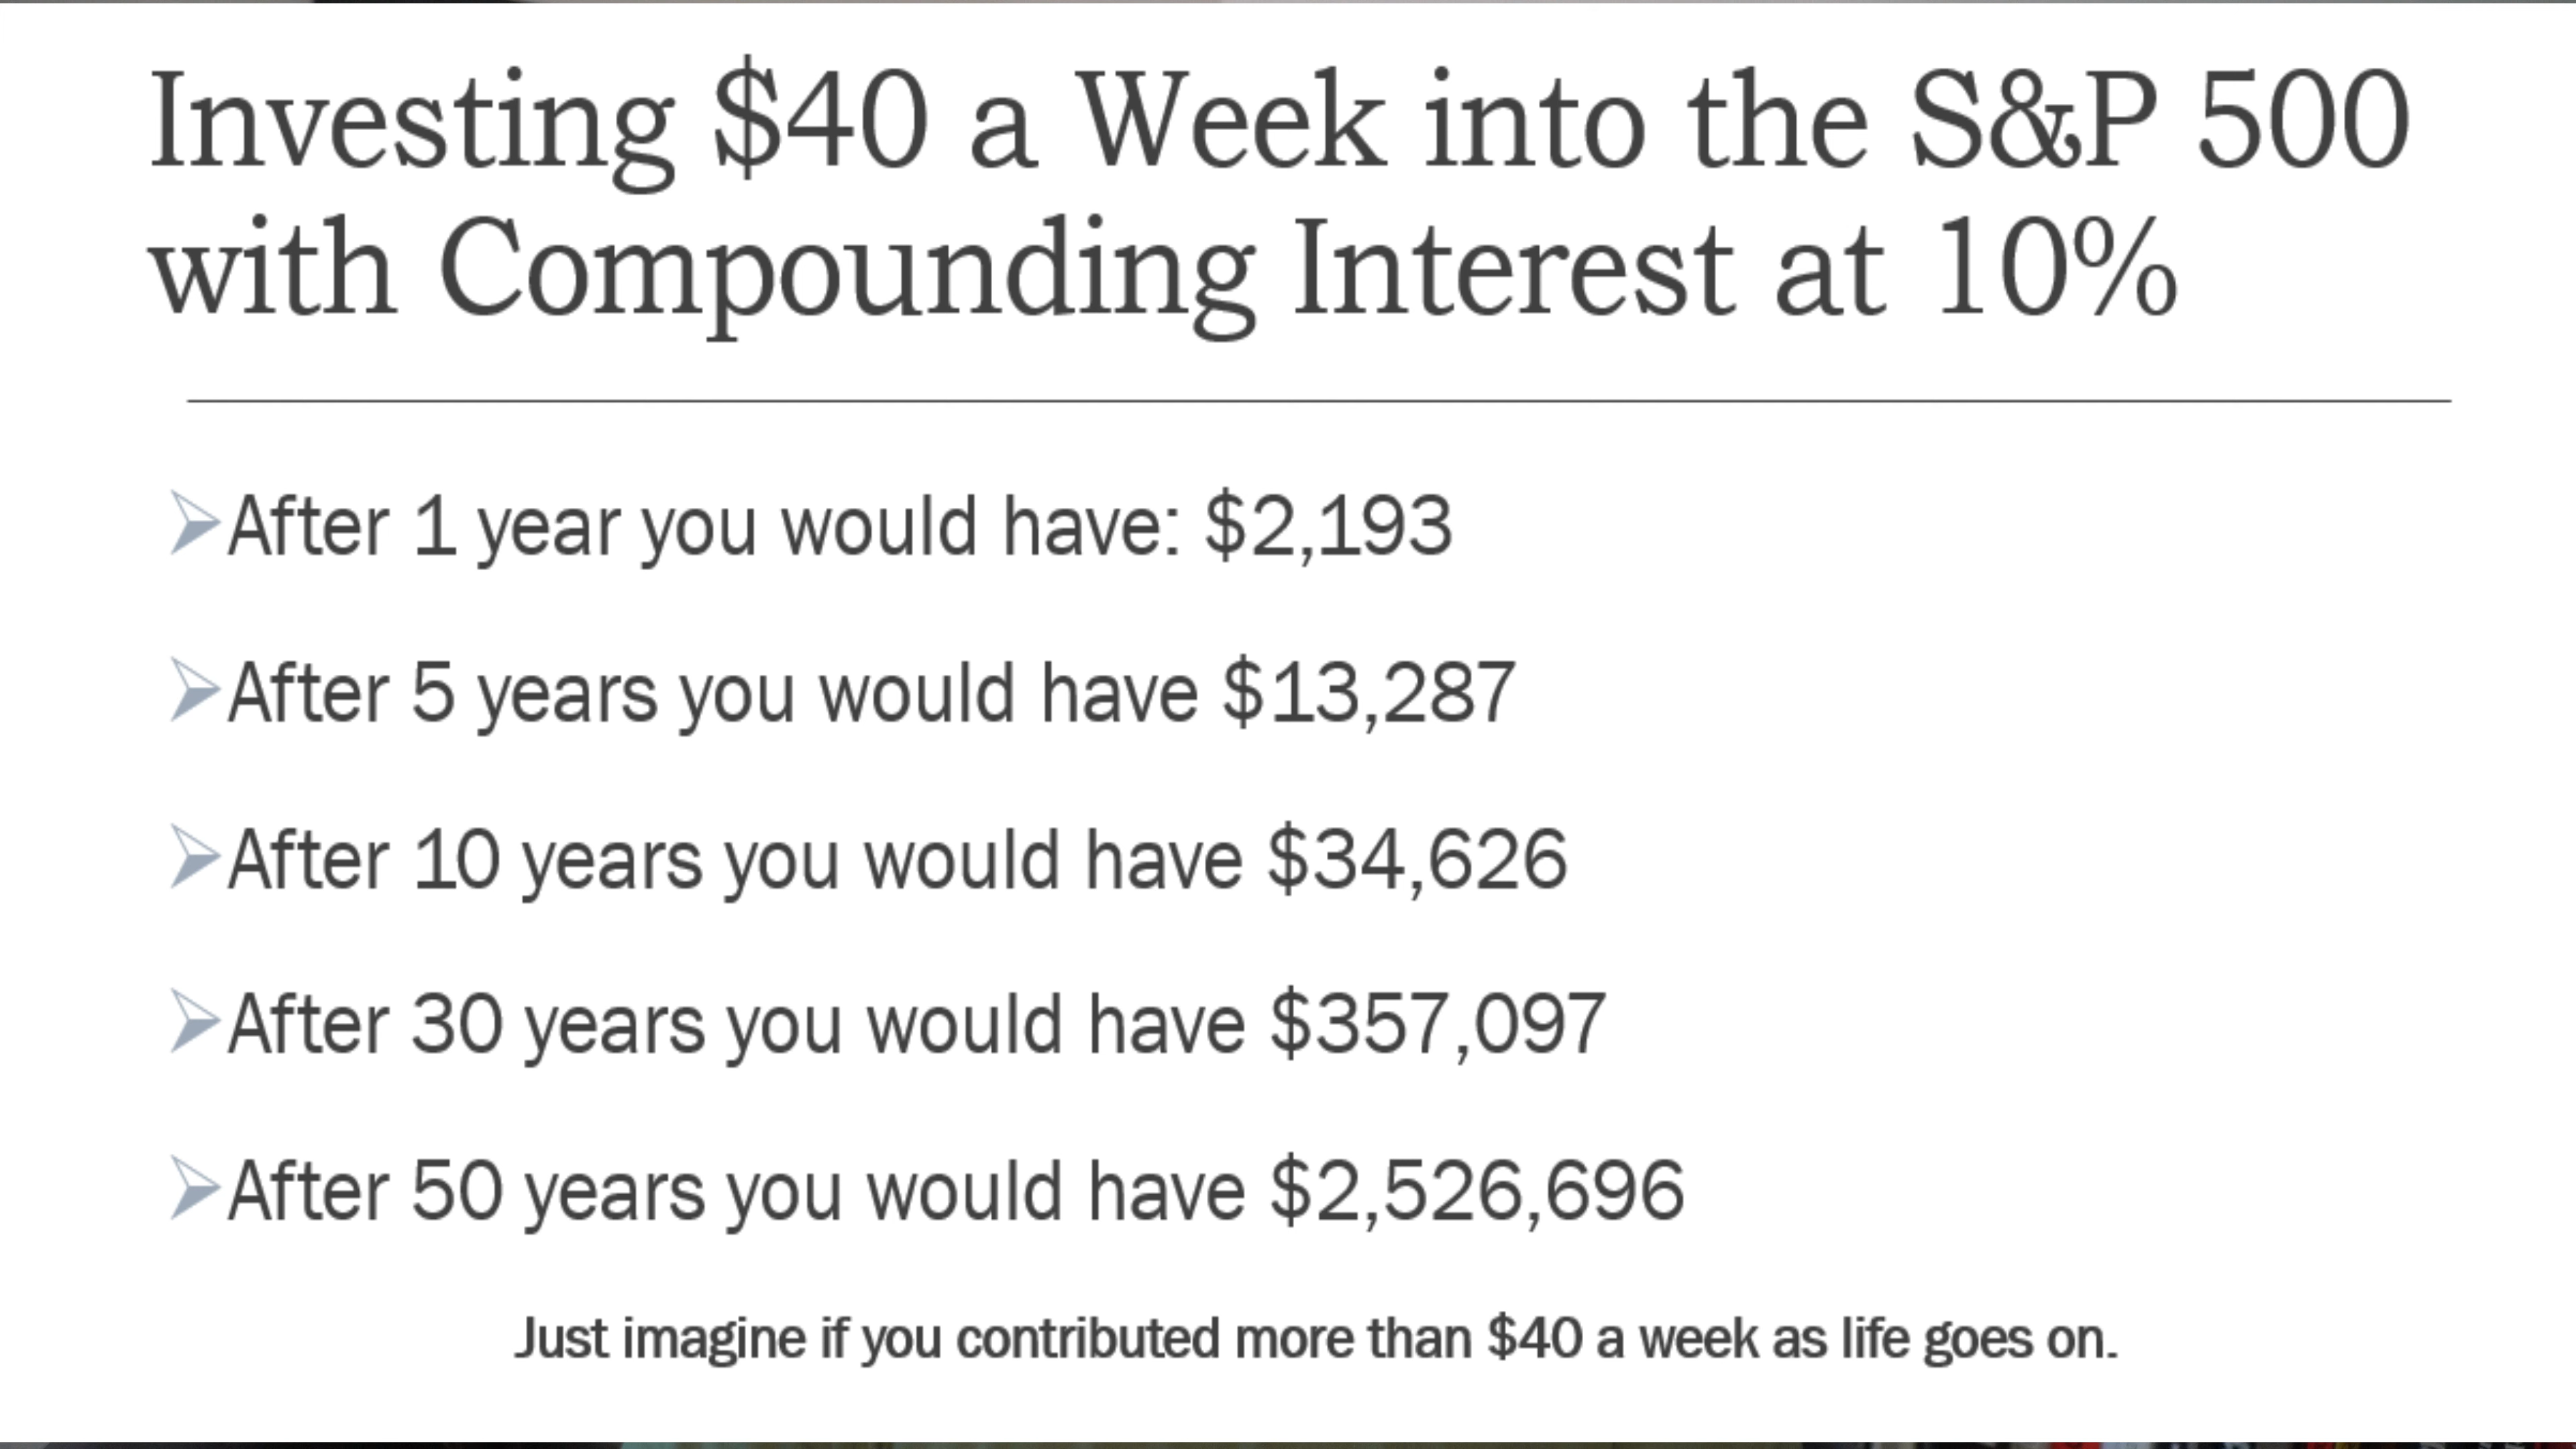 Investing $40 a Week into the S&P 500
with Compounding Interest at 10%
After 1 year you would have: $2,193
After 5 years you would have $13,287
After 10 years you would have $34,626
After 30 years you would have $357,097
After 50 years you would have $2,526,696
Just imagine if you contributed more than $40 a week as life goes on.